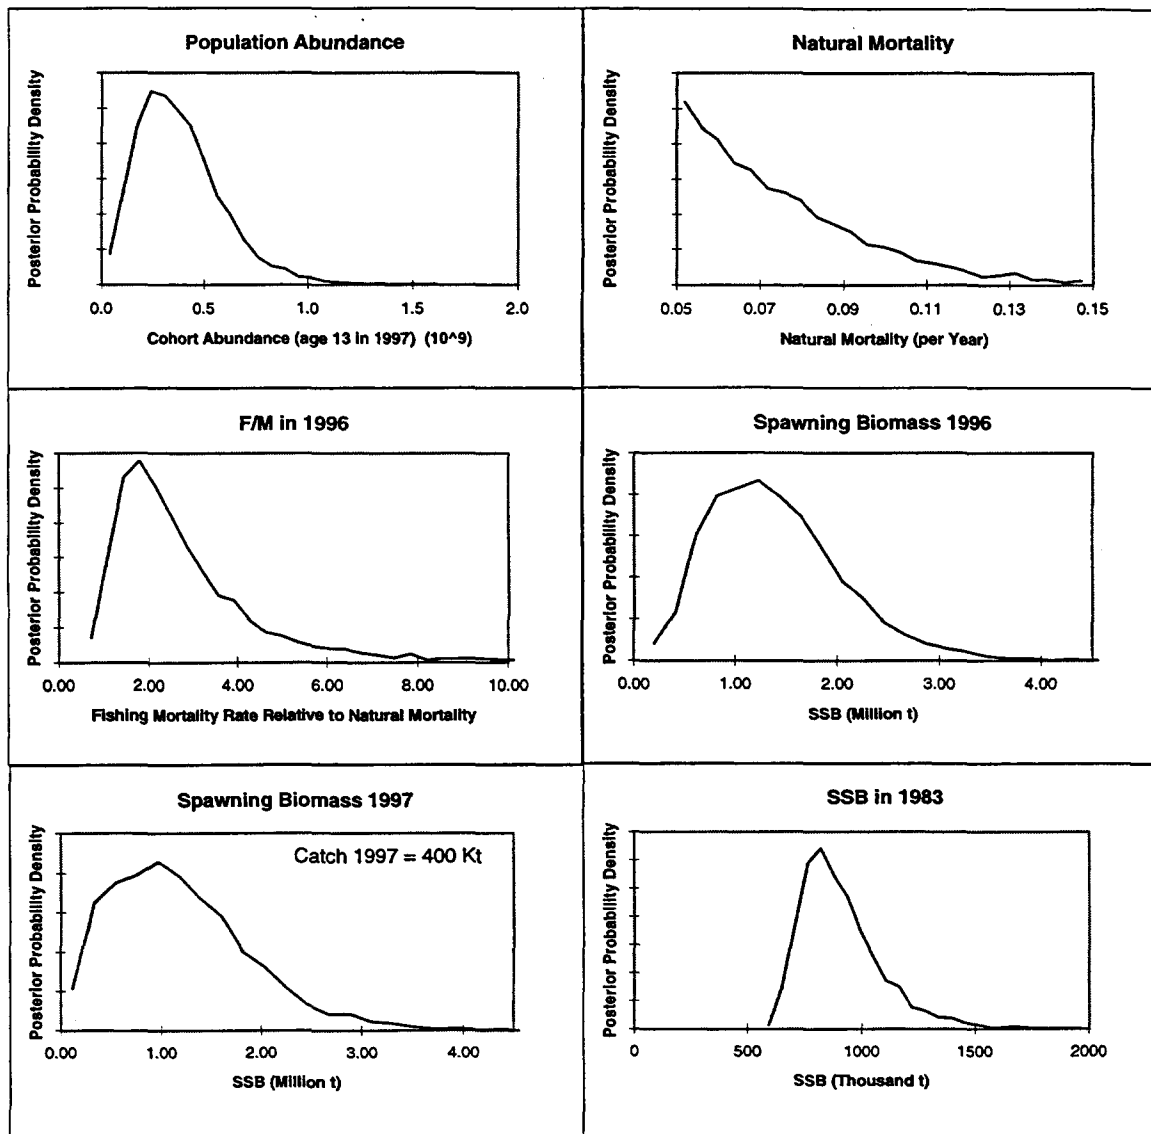 Population Abundance
Posterior Probability Density
0.0 0.5 1.0 1.5 2.0
Cohort Abundance (age 13 in 1997) (10^9)
Natural Mortality
Posterior Probability Density
0.05 0.07 0.09 0.11 0.13 0.15
Natural Mortality (per Year)
F/M in 1996
Posterior Probability Density
0.00 2.00 4.00 6.00 8.00 10.00
Fishing Mortality Rate Relative to Natural Mortality
Spawning Biomass 1996
Posterior Probability Density
0.00 1.00 2.00 3.00 4.00
SSB (Million t)
Spawning Biomass 1997
Catch 1997 = 400 Kt
Posterior Probability Density
0.00 1.00 2.00 3.00 4.00
SSB (Million t)
SSB in 1983
Posterior Probability Density
0 500 1000 1500 2000
SSB (Thousand t)